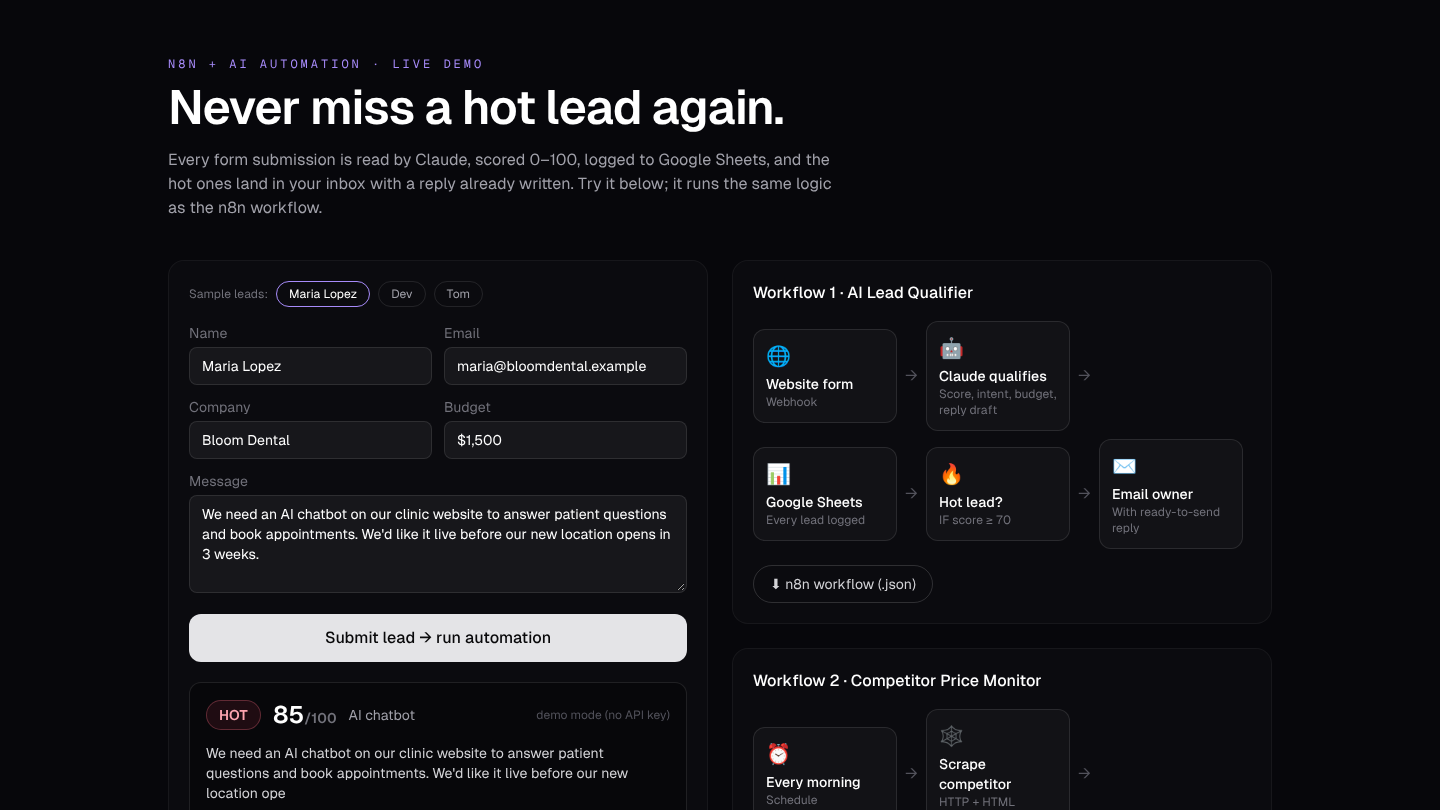 N8N + AI AUTOMATION · LIVE DEMO
Never miss a hot lead again.
Every form submission is read by Claude, scored 0–100, logged to Google Sheets, and the
hot ones land in your inbox with a reply already written. Try it below; it runs the same logic
as the n8n workflow.
Sample leads: Maria Lopez Dev Tom
Name
Email
Maria Lopez
maria@bloomdental.example
Company
Budget
Bloom Dental
$1,500
Message
We need an AI chatbot on our clinic website to answer patient questions
and book appointments. We'd like it live before our new location opens in
3 weeks.
Submit lead → run automation
HOT 85/100 AI chatbot demo mode (no API key)
We need an AI chatbot on our clinic website to answer patient
questions and book appointments. We'd like it live before our new
location ope
Workflow 1 · AI Lead Qualifier
Website form
Webhook
→
Claude qualifies
Score, intent, budget,
reply draft
→
Google Sheets
Every lead logged
→
Hot lead?
IF score ≥ 70
→
Email owner
With ready-to-send
reply
⬇ n8n workflow (.json)
Workflow 2 · Competitor Price Monitor
Every morning
Schedule
→
Scrape
competitor
HTTP + HTML
→